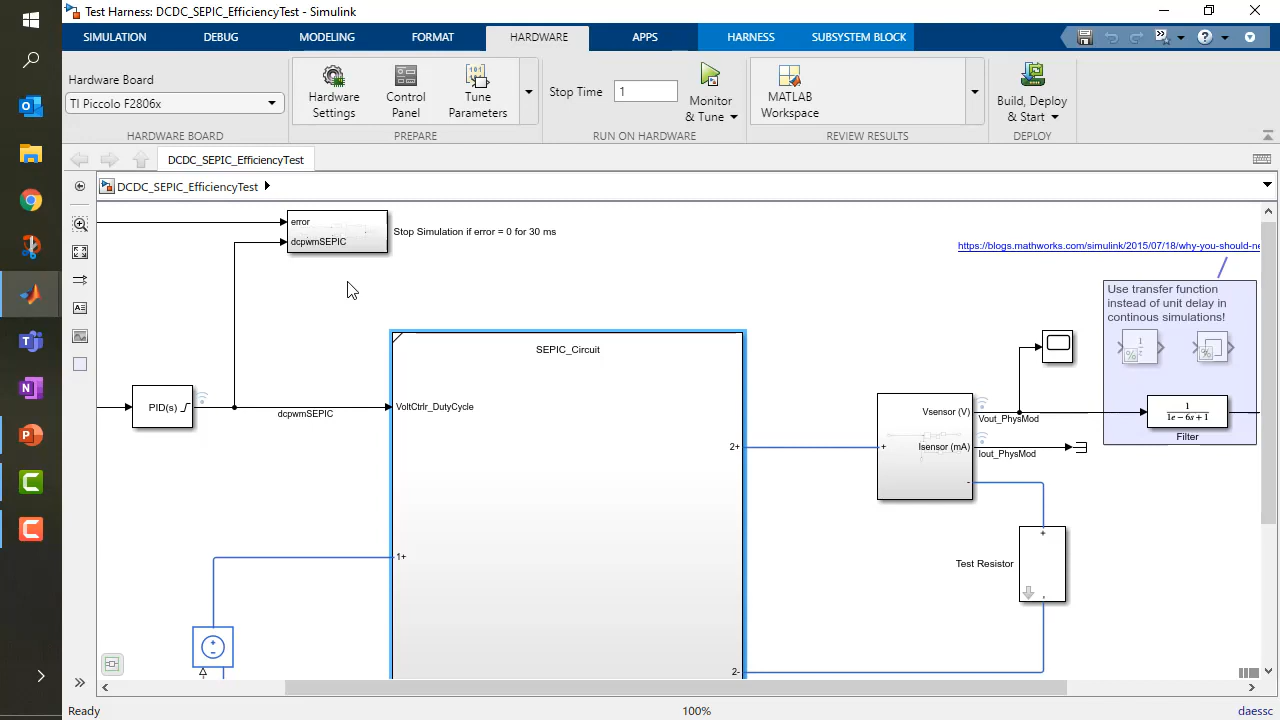 Test Harness: DCDC_SEPIC_EfficiencyTest - Simulink
SIMULATION
DEBUG
MODELING
FORMAT
HARDWARE
APPS
HARNESS
SUBSYSTEM BLOCK
Hardware Board
TI Piccolo F2806x
Hardware Settings
Control Panel
Tune Parameters
Stop Time
1
Monitor & Tune
MATLAB Workspace
Build, Deploy & Start
HARDWARE BOARD
PREPARE
RUN ON HARDWARE
REVIEW RESULTS
DEPLOY
DCDC_SEPIC_EfficiencyTest
DCDC_SEPIC_EfficiencyTest
error
dcpwmSEPIC
Stop Simulation if error = 0 for 30 ms
https://blogs.mathworks.com/simulink/2015/07/18/why-you-should-ne
Use transfer function
instead of unit delay in
continous simulations!
SEPIC_Circuit
PID(s)
dcpwmSEPIC
VoltCtrlr_DutyCycle
Vsensor (V)
Vout_PhysMod
1
1e - 6s + 1
Filter
2+
+
Isensor (mA)
Iout_PhysMod
-
+
Test Resistor
1+
2-
Ready
100%
daessc